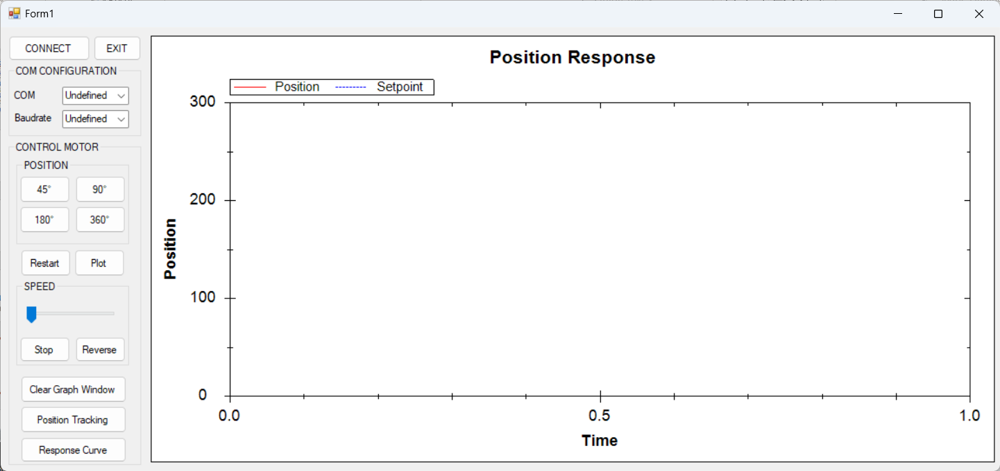 Form1
CONNECT EXIT
COM CONFIGURATION
COM Undefined
Baudrate Undefined
CONTROL MOTOR
POSITION
45° 90°
180° 360°
Restart Plot
SPEED
Stop Reverse
Clear Graph Window
Position Tracking
Response Curve
Position Response
Position Setpoint
300
200
100
0
Position
0.0 0.5 1.0
Time